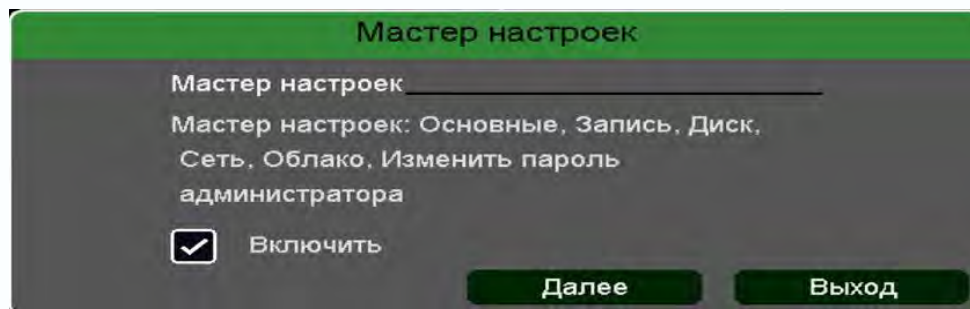 Мастер настроек
Мастер настроек
Мастер настроек: Основные, Запись, Диск,
Сеть, Облако, Изменить пароль
администратора
Включить
Далее Выход